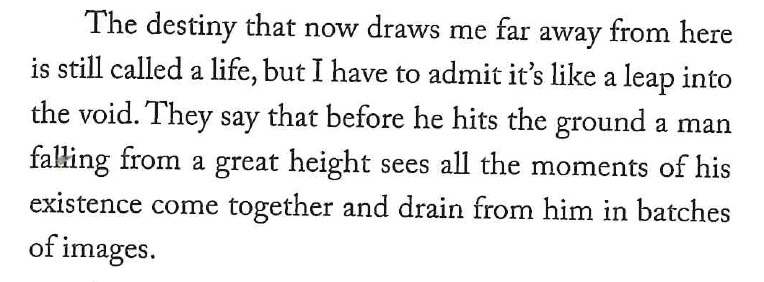 The destiny that now draws me far away from here
is still called a life, but I have to admit it's like a leap into
the void. They say that before he hits the ground a man
falling from a great height sees all the moments of his
existence come together and drain from him in batches
of images.